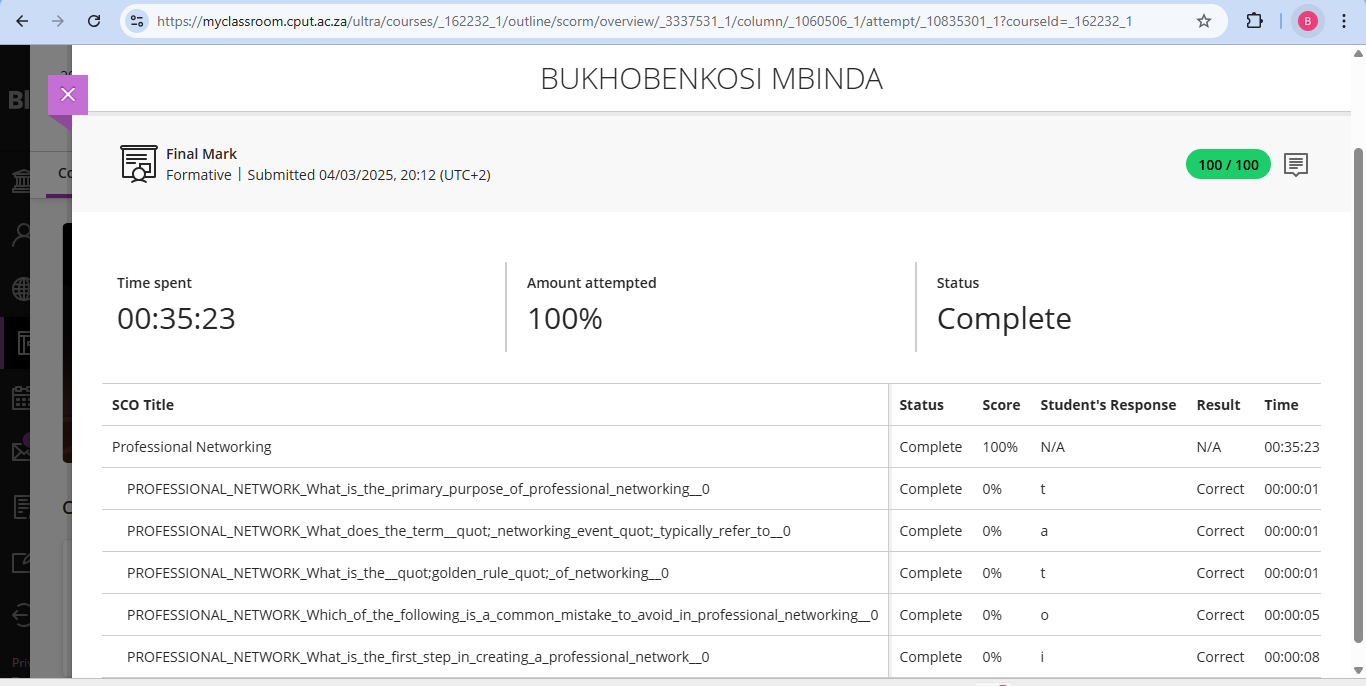 https://myclassroom.cput.ac.za/ultra/courses/_162232_1/outline/scorm/overview/_3337531_1/column/_1060506_1/attempt/_10835301_1?courseId=_162232_1
B
BUKHOBENKOSI MBINDA
Final Mark
Formative | Submitted 04/03/2025, 20:12 (UTC+2)
100 / 100
Time spent
00:35:23
Amount attempted
100%
Status
Complete
SCO Title Status Score Student's Response Result Time
Professional Networking Complete 100% N/A N/A 00:35:23
PROFESSIONAL_NETWORK_What_is_the_primary_purpose_of_professional_networking__0 Complete 0% t Correct 00:00:01
PROFESSIONAL_NETWORK_What_does_the_term__quot;_networking_event_quot;_typically_refer_to__0 Complete 0% a Correct 00:00:01
PROFESSIONAL_NETWORK_What_is_the__quot;golden_rule_quot;_of_networking__0 Complete 0% t Correct 00:00:01
PROFESSIONAL_NETWORK_Which_of_the_following_is_a_common_mistake_to_avoid_in_professional_networking__0 Complete 0% o Correct 00:00:05
PROFESSIONAL_NETWORK_What_is_the_first_step_in_creating_a_professional_network__0 Complete 0% i Correct 00:00:08